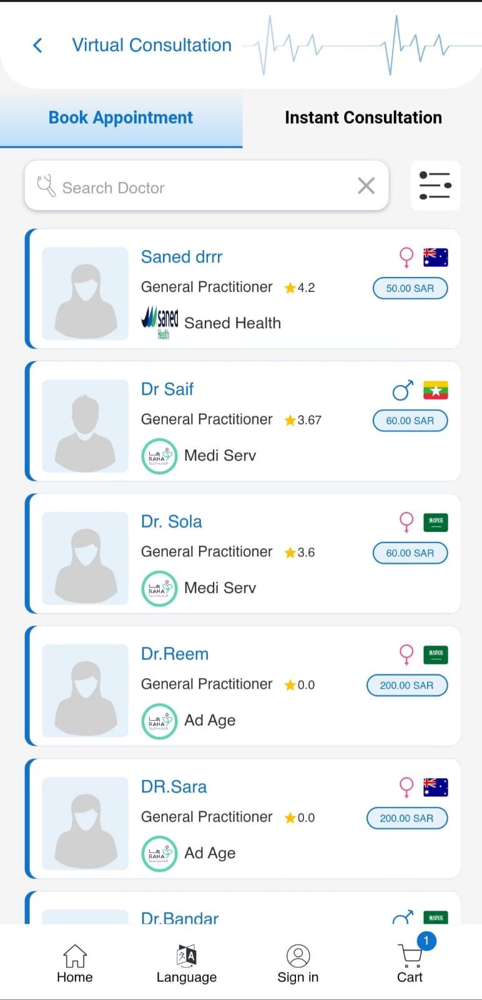 Virtual Consultation
Book Appointment
Instant Consultation
Search Doctor
Saned drrr
General Practitioner 4.2
50.00 SAR
saned
Health
Saned Health
Dr Saif
General Practitioner 3.67
60.00 SAR
RAHA
Medi Serv
Dr. Sola
General Practitioner 3.6
60.00 SAR
RAHA
Medi Serv
Dr.Reem
General Practitioner 0.0
200.00 SAR
RAHA
Ad Age
DR.Sara
General Practitioner 0.0
200.00 SAR
RAHA
Ad Age
Dr.Bandar
1
A
Home
Language
Sign in
Cart